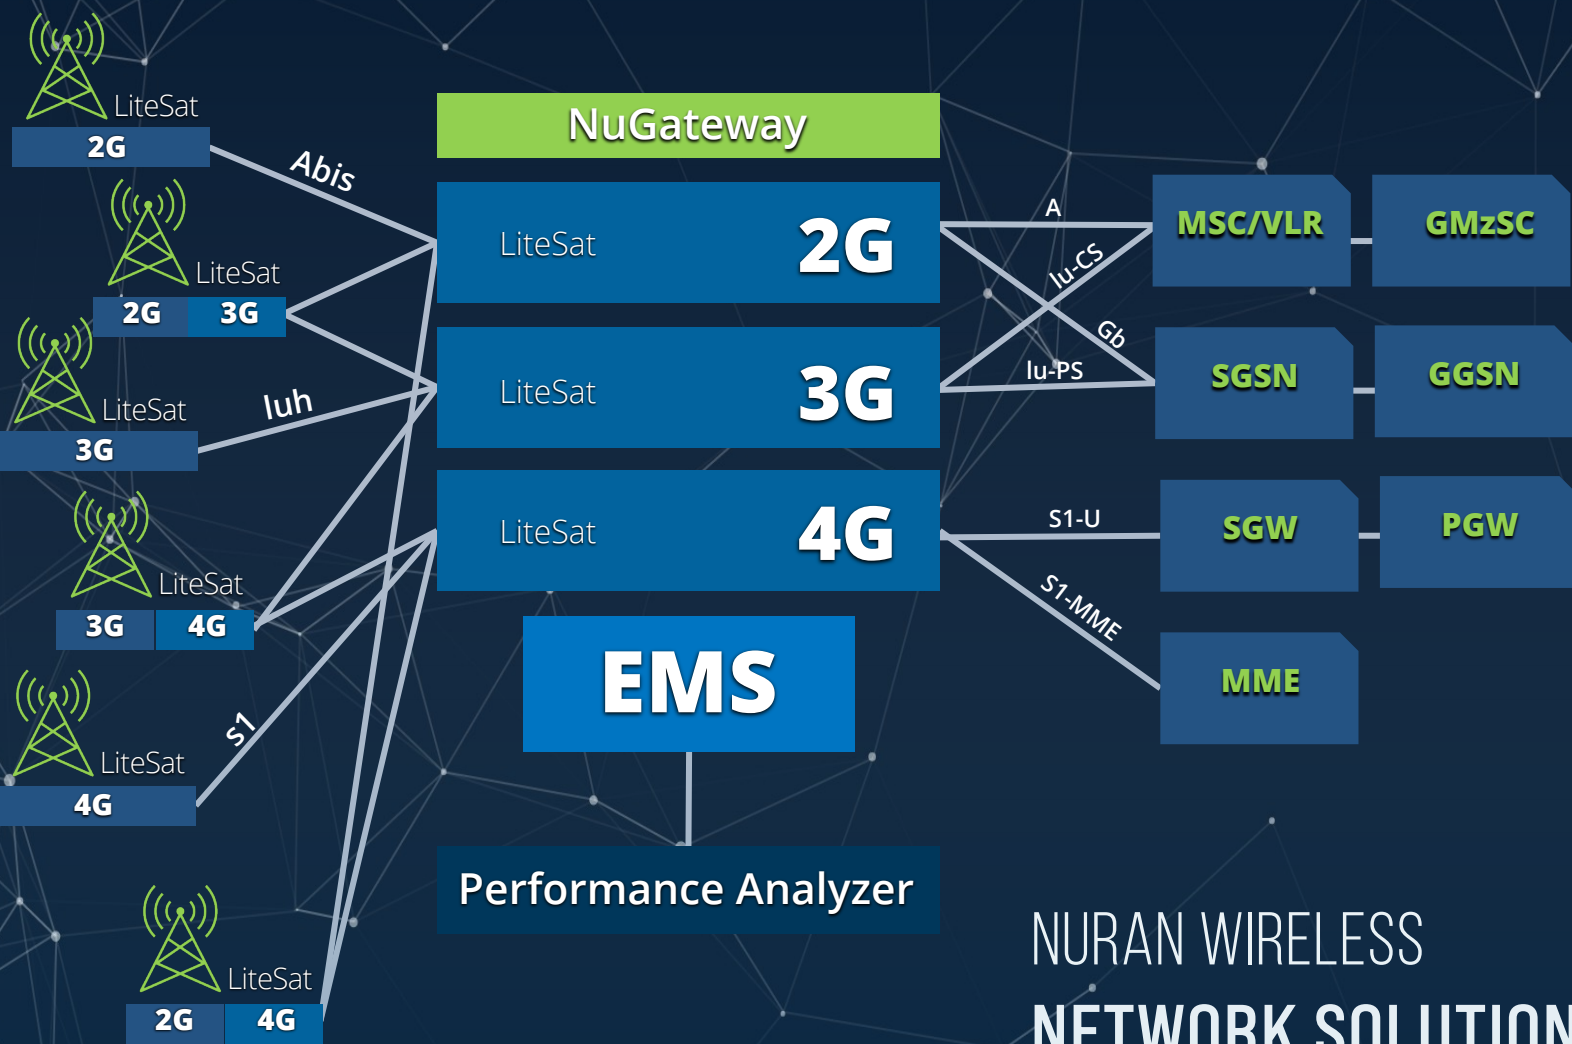 LiteSat
2G
Abis
LiteSat
2G 3G
LiteSat
3G
Iuh
LiteSat
3G 4G
LiteSat
4G
s1
LiteSat
2G 4G
NuGateway
LiteSat 2G
LiteSat 3G
LiteSat 4G
EMS
Performance Analyzer
A
Iu-CS
Gb
Iu-PS
S1-U
S1-MME
MSC/VLR
GMzSC
SGSN
GGSN
SGW
PGW
MME
NURAN WIRELESS
NETWORK SOLUTION